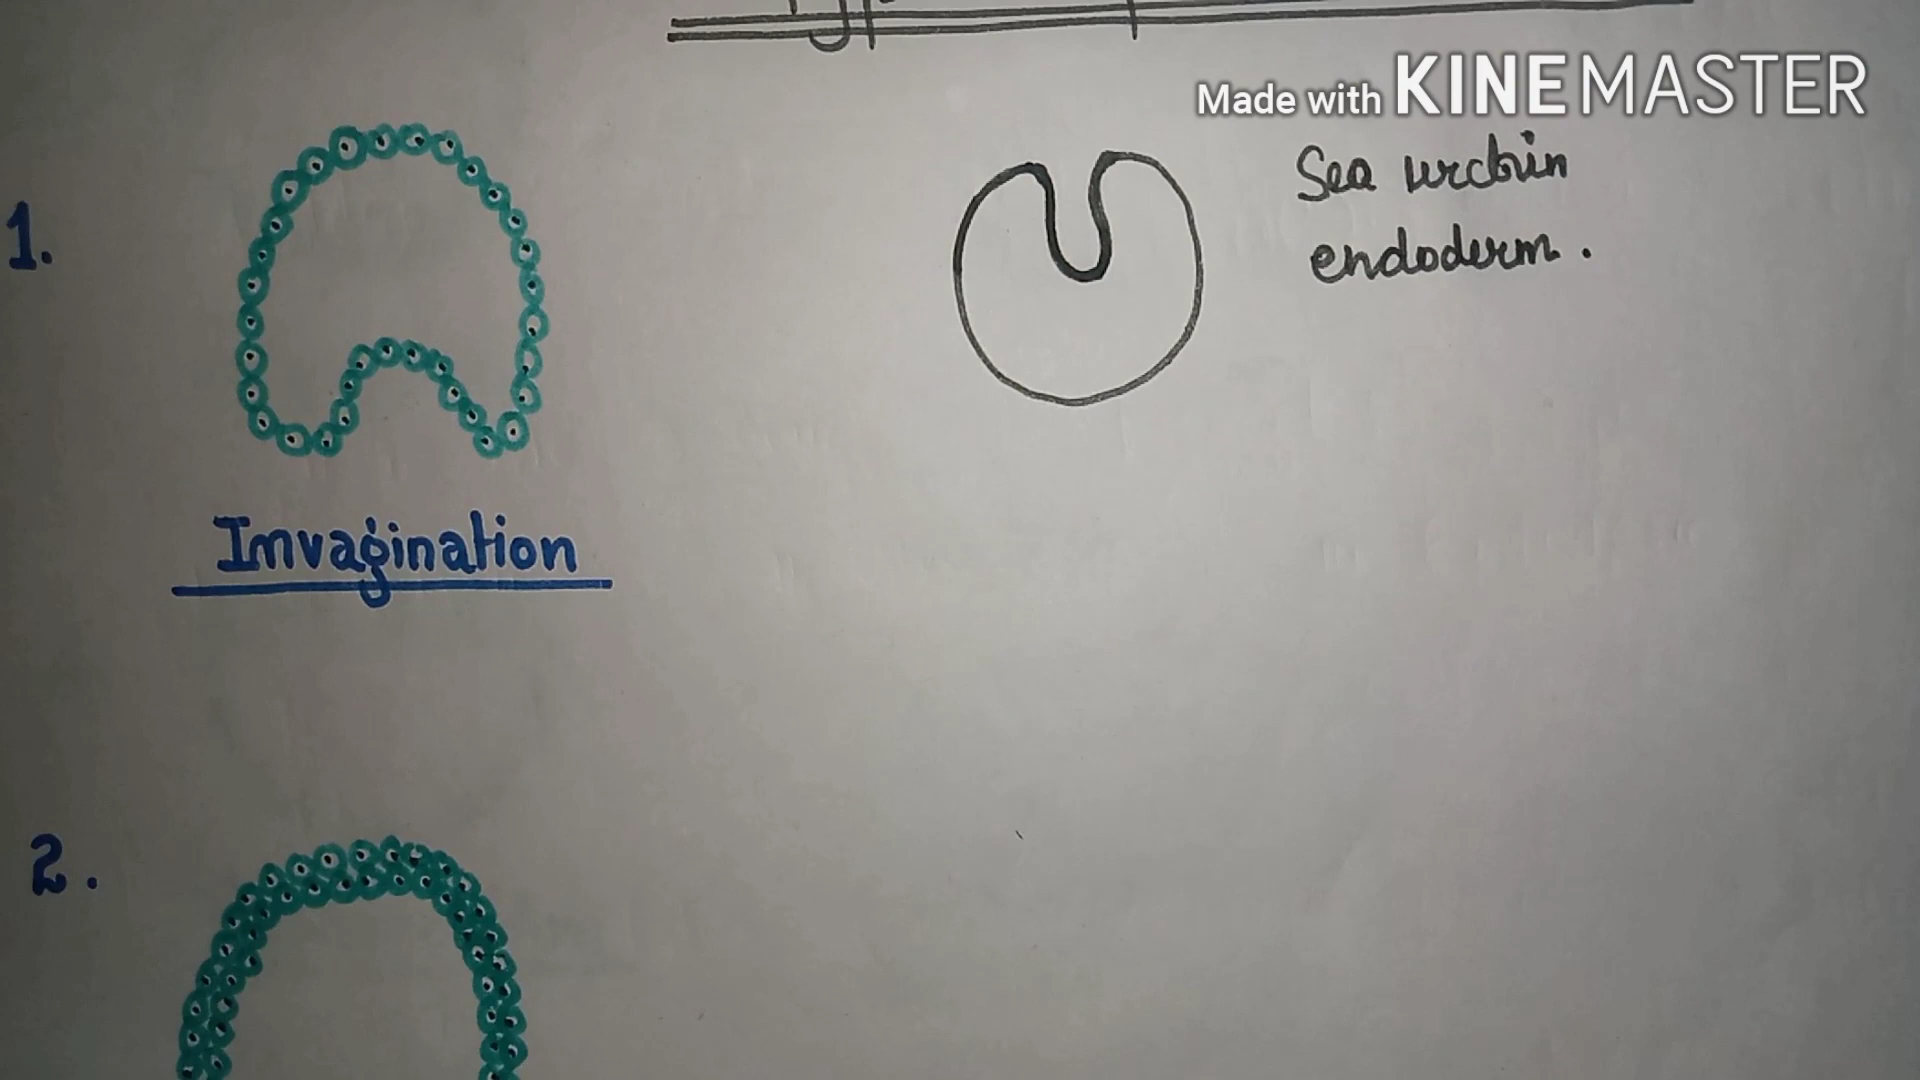 Made with KINEMASTER
1.
Sea urchin
endoderm.
Invagination
2.